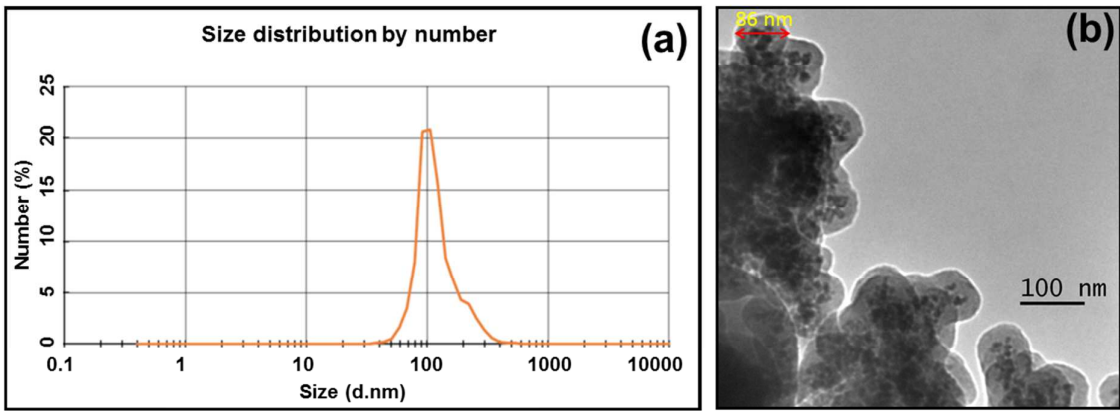 Size distribution by number
(a)
25
20
15
10
5
0
Number (%)
0.1 1 10 100 1000 10000
Size (d.nm)
86 nm
(b)
100 nm